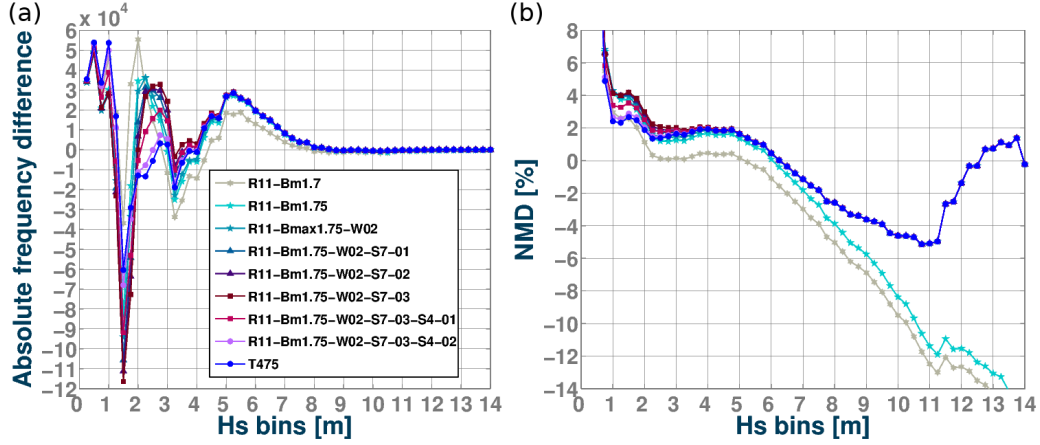 (a)
x 10⁴
6
5
4
3
2
1
0
−1
−2
−3
−4
−5
−6
−7
−8
−9
−10
−11
−12
Absolute frequency difference
0 1 2 3 4 5 6 7 8 9 10 11 12 13 14
Hs bins [m]
R11−Bm1.7
R11−Bm1.75
R11−Bmax1.75−W02
R11−Bm1.75−W02−S7−01
R11−Bm1.75−W02−S7−02
R11−Bm1.75−W02−S7−03
R11−Bm1.75−W02−S7−03−S4−01
R11−Bm1.75−W02−S7−03−S4−02
T475
(b)
8
6
4
2
0
−2
−4
−6
−8
−10
−12
−14
NMD [%]
0 1 2 3 4 5 6 7 8 9 10 11 12 13 14
Hs bins [m]